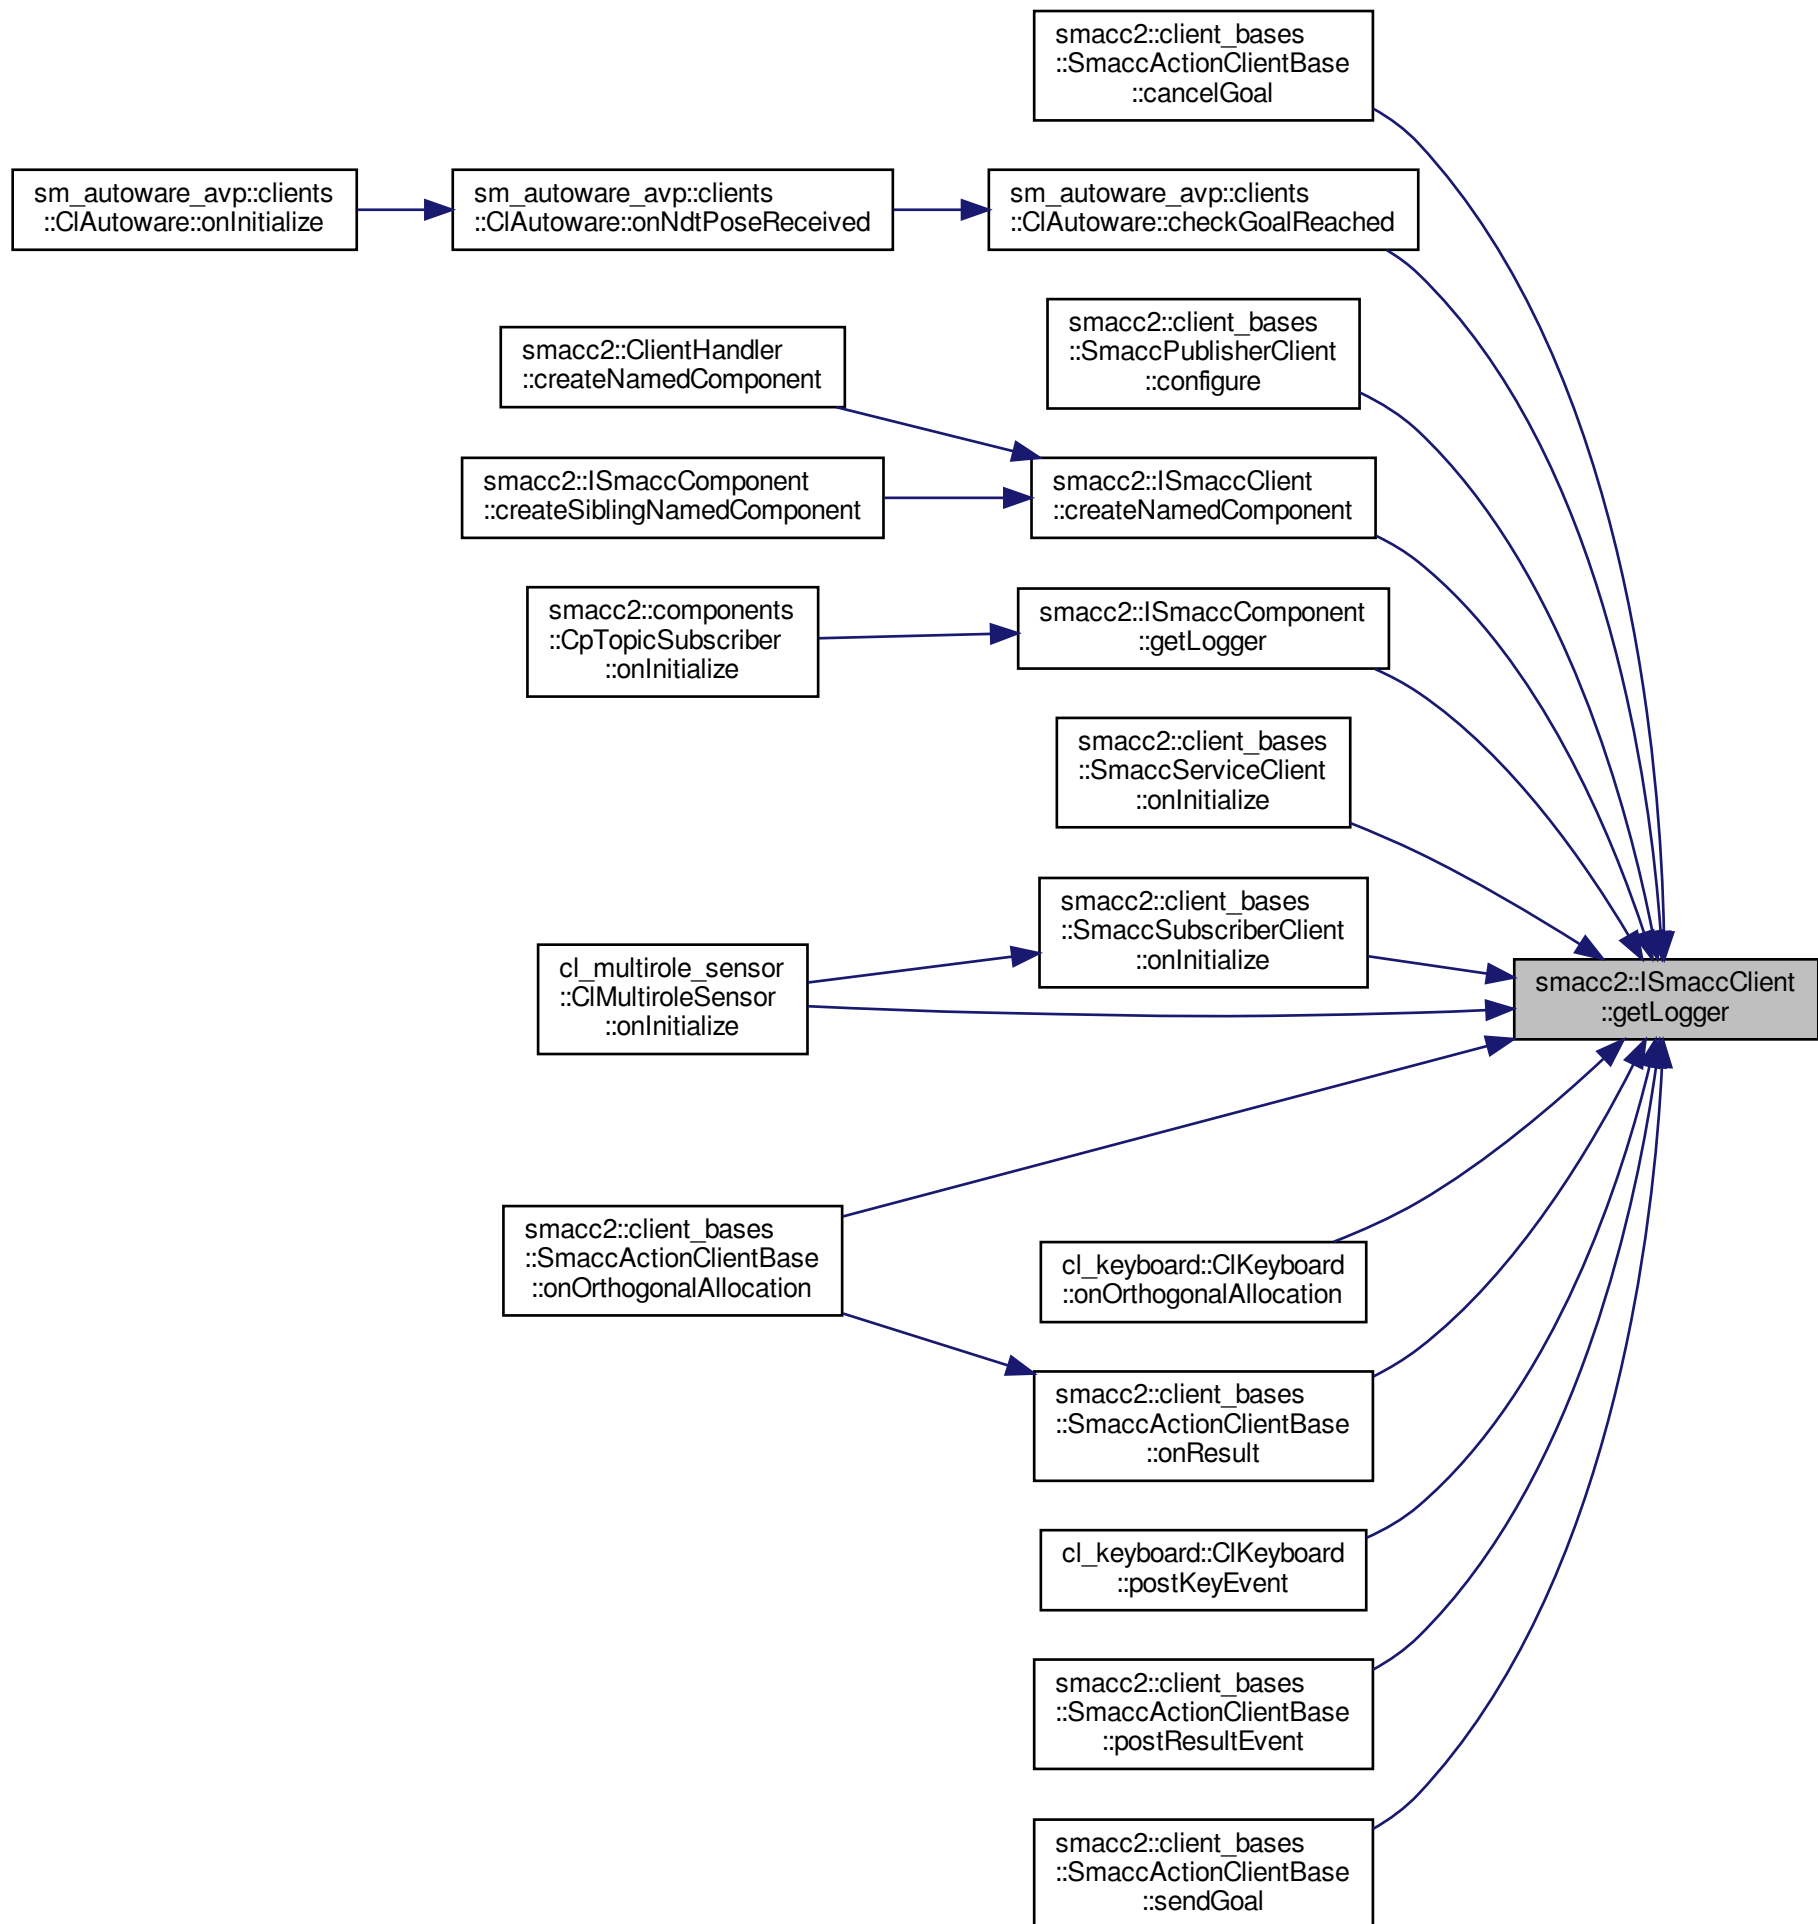 smacc2::client_bases
::SmaccActionClientBase
::cancelGoal
sm_autoware_avp::clients
::ClAutoware::onInitialize
sm_autoware_avp::clients
::ClAutoware::onNdtPoseReceived
sm_autoware_avp::clients
::ClAutoware::checkGoalReached
smacc2::client_bases
::SmaccPublisherClient
::configure
smacc2::ClientHandler
::createNamedComponent
smacc2::ISmaccComponent
::createSiblingNamedComponent
smacc2::ISmaccClient
::createNamedComponent
smacc2::components
::CpTopicSubscriber
::onInitialize
smacc2::ISmaccComponent
::getLogger
smacc2::client_bases
::SmaccServiceClient
::onInitialize
smacc2::client_bases
::SmaccSubscriberClient
::onInitialize
cl_multirole_sensor
::ClMultiroleSensor
::onInitialize
smacc2::ISmaccClient
::getLogger
smacc2::client_bases
::SmaccActionClientBase
::onOrthogonalAllocation
cl_keyboard::ClKeyboard
::onOrthogonalAllocation
smacc2::client_bases
::SmaccActionClientBase
::onResult
cl_keyboard::ClKeyboard
::postKeyEvent
smacc2::client_bases
::SmaccActionClientBase
::postResultEvent
smacc2::client_bases
::SmaccActionClientBase
::sendGoal